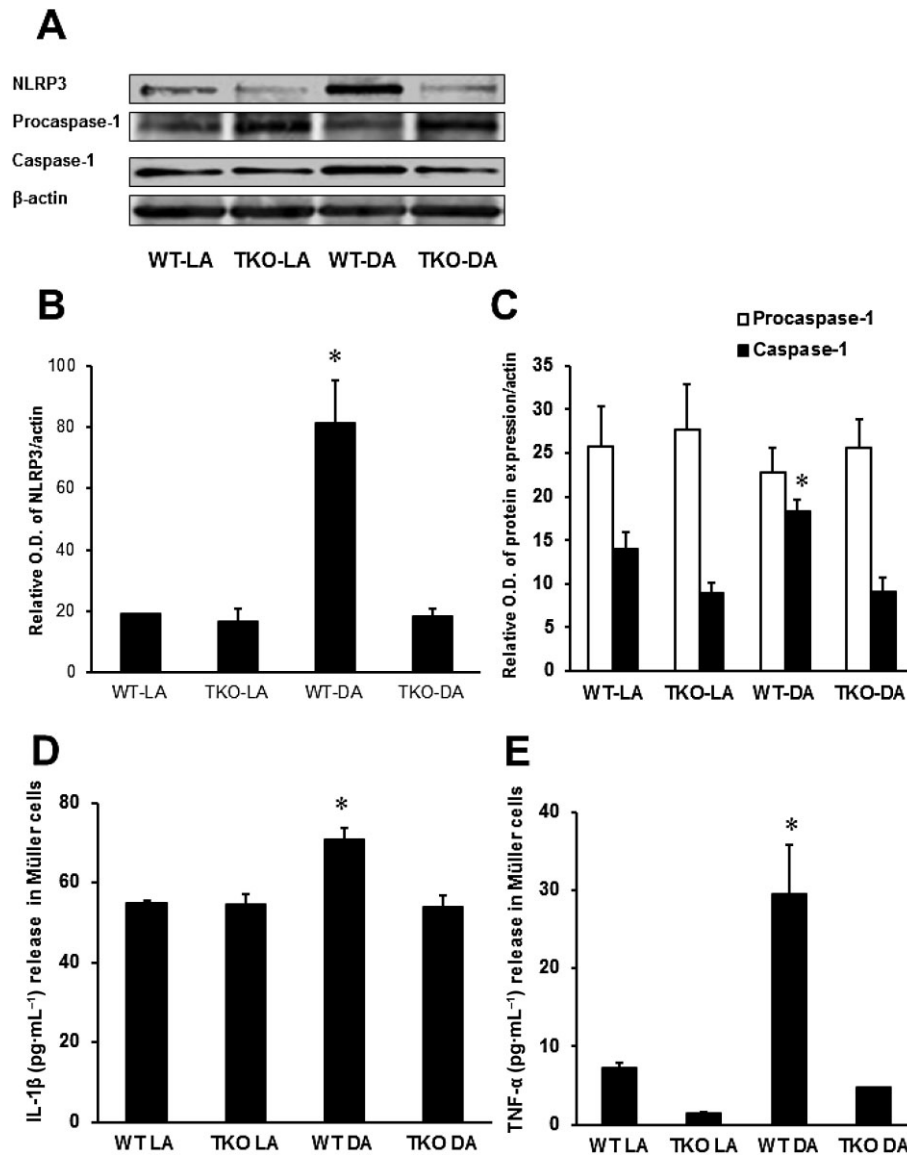 A
NLRP3
Procaspase-1
Caspase-1
β-actin
WT-LA TKO-LA WT-DA TKO-DA
B
Relative O.D. of NLRP3/actin
100
80
60
40
20
0
*
WT-LA TKO-LA WT-DA TKO-DA
C
Procaspase-1
Caspase-1
Relative O.D. of protein expression/actin
35
30
25
20
15
10
5
0
*
WT-LA TKO-LA WT-DA TKO-DA
D
IL-1β (pg·mL⁻¹) release in Müller cells
80
60
40
20
0
*
WT LA TKO LA WT DA TKO DA
E
TNF-α (pg·mL⁻¹) release in Müller cells
40
30
20
10
0
*
WT LA TKO LA WT DA TKO DA